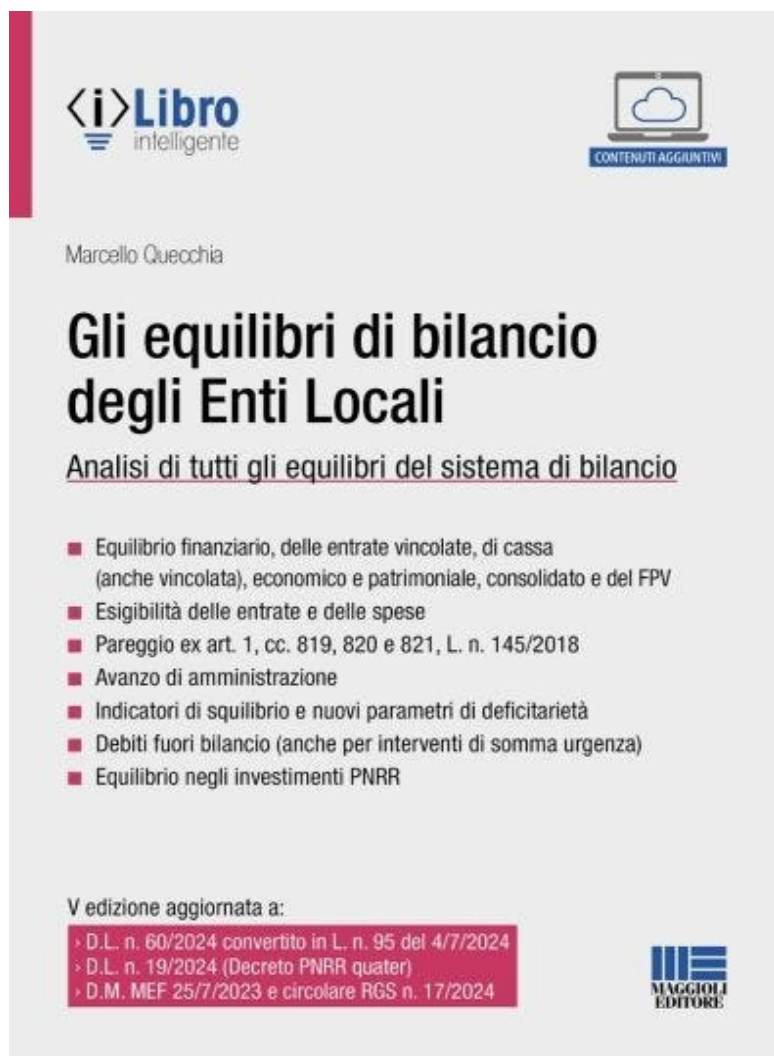 <i>Libro
intelligente
CONTENUTI AGGIUNTIVI
Marcello Quecchia
Gli equilibri di bilancio
degli Enti Locali
Analisi di tutti gli equilibri del sistema di bilancio
■ Equilibrio finanziario, delle entrate vincolate, di cassa
(anche vincolata), economico e patrimoniale, consolidato e del FPV
■ Esigibilità delle entrate e delle spese
■ Pareggio ex art. 1, cc. 819, 820 e 821, L. n. 145/2018
■ Avanzo di amministrazione
■ Indicatori di squilibrio e nuovi parametri di deficitarietà
■ Debiti fuori bilancio (anche per interventi di somma urgenza)
■ Equilibrio negli investimenti PNRR
V edizione aggiornata a:
› D.L. n. 60/2024 convertito in L. n. 95 del 4/7/2024
› D.L. n. 19/2024 (Decreto PNRR quater)
› D.M. MEF 25/7/2023 e circolare RGS n. 17/2024
MAGGIOLI
EDITORE